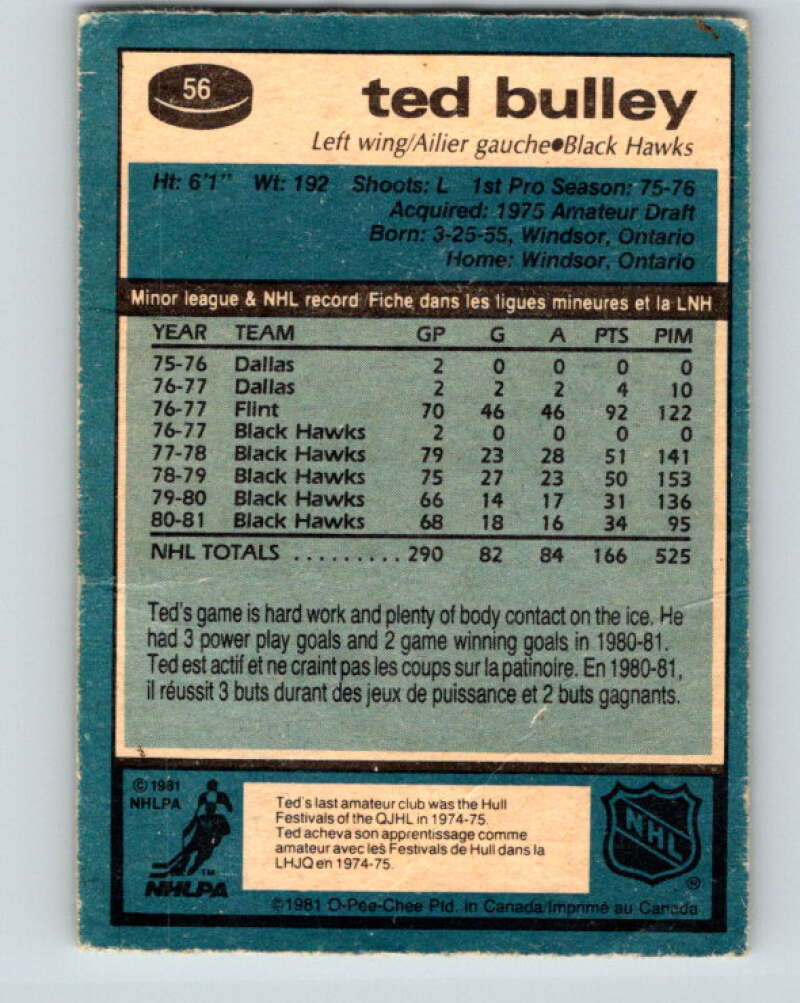 56
ted bulley
Left wing/Ailier gauche●Black Hawks
Ht: 6'1" Wt: 192 Shoots: L 1st Pro Season: 75-76
Acquired: 1975 Amateur Draft
Born: 3-25-55, Windsor, Ontario
Home: Windsor, Ontario
Minor league & NHL record/Fiche dans les ligues mineures et la LNH
YEAR TEAM GP G A PTS PIM
75-76 Dallas 2 0 0 0 0
76-77 Dallas 2 2 2 4 10
76-77 Flint 70 46 46 92 122
76-77 Black Hawks 2 0 0 0 0
77-78 Black Hawks 79 23 28 51 141
78-79 Black Hawks 75 27 23 50 153
79-80 Black Hawks 66 14 17 31 136
80-81 Black Hawks 68 18 16 34 95
NHL TOTALS ......... 290 82 84 166 525
Ted's game is hard work and plenty of body contact on the ice. He
had 3 power play goals and 2 game winning goals in 1980-81.
Ted est actif et ne craint pas les coups sur la patinoire. En 1980-81,
il réussit 3 buts durant des jeux de puissance et 2 buts gagnants.
© 1981
NHLPA
TM
NHLPA
Ted's last amateur club was the Hull
Festivals of the QJHL in 1974-75.
Ted acheva son apprentissage comme
amateur avec les Festivals de Hull dans la
LHJQ en 1974-75.
NHL
®
©1981 O-Pee-Chee Ptd. in Canada/Imprimé au Canada